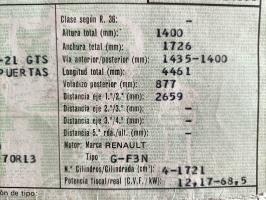 Clase según R. 36: –
Altura total (mm): 1400
Anchura total (mm): 1726
-21 GTS Vía anterior/posterior (mm): 1435-1400
PUERTAS Longitud total (mm): 4461
Voladizo posterior (mm): 877
Distancia eje 1.º/2.º (mm): 2659
Distancia eje 2.º/3.º (mm): –
Distancia eje 3.º/4.º (mm): –
Distancia 5.ª rda./últ. (mm): –
Motor: Marca RENAULT
70R13 Tipo G-F3N
N.º Cilindros/Cilindrada (cm³): 4-1721
Potencia fiscal/real (C.V.F./kW): 12,17-68,5
ón de tipo: